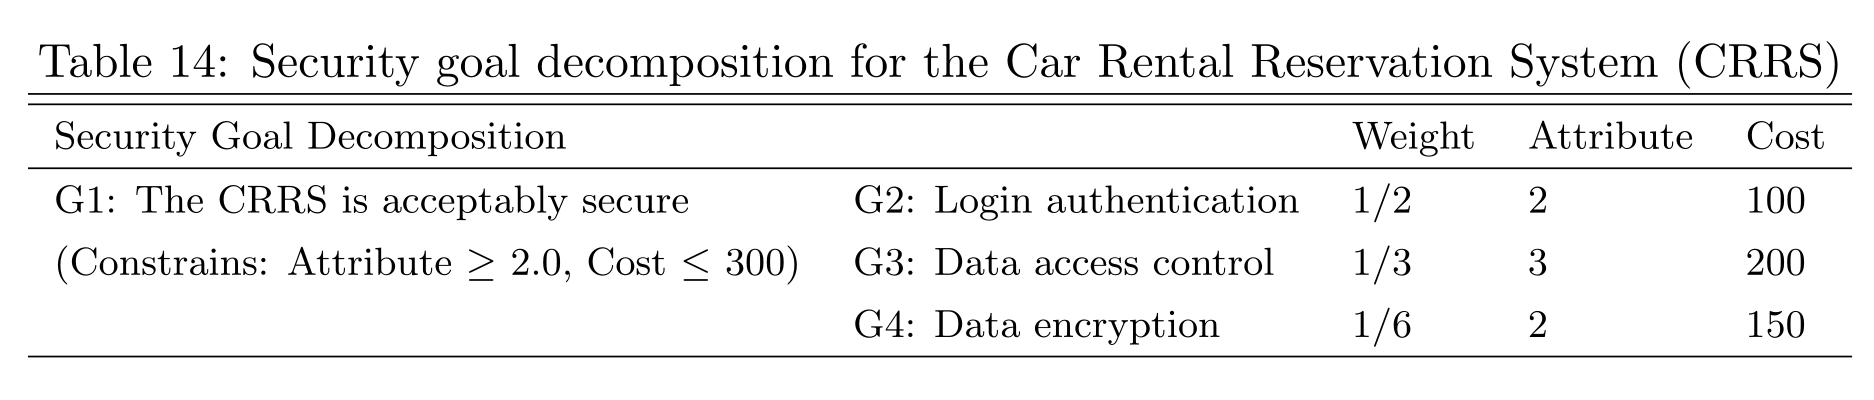 Table 14: Security goal decomposition for the Car Rental Reservation System (CRRS)
Security Goal Decomposition Weight Attribute Cost
G1: The CRRS is acceptably secure G2: Login authentication 1/2 2 100
(Constrains: Attribute ≥ 2.0, Cost ≤ 300) G3: Data access control 1/3 3 200
G4: Data encryption 1/6 2 150